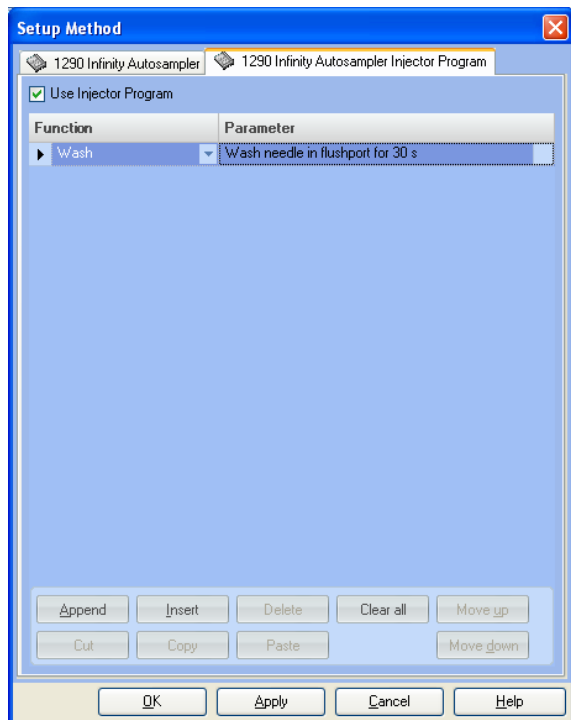 Setup Method
1290 Infinity Autosampler 1290 Infinity Autosampler Injector Program
Use Injector Program
Function Parameter
Wash Wash needle in flushport for 30 s
Append Insert Delete Clear all Move up
Cut Copy Paste Move down
OK Apply Cancel Help